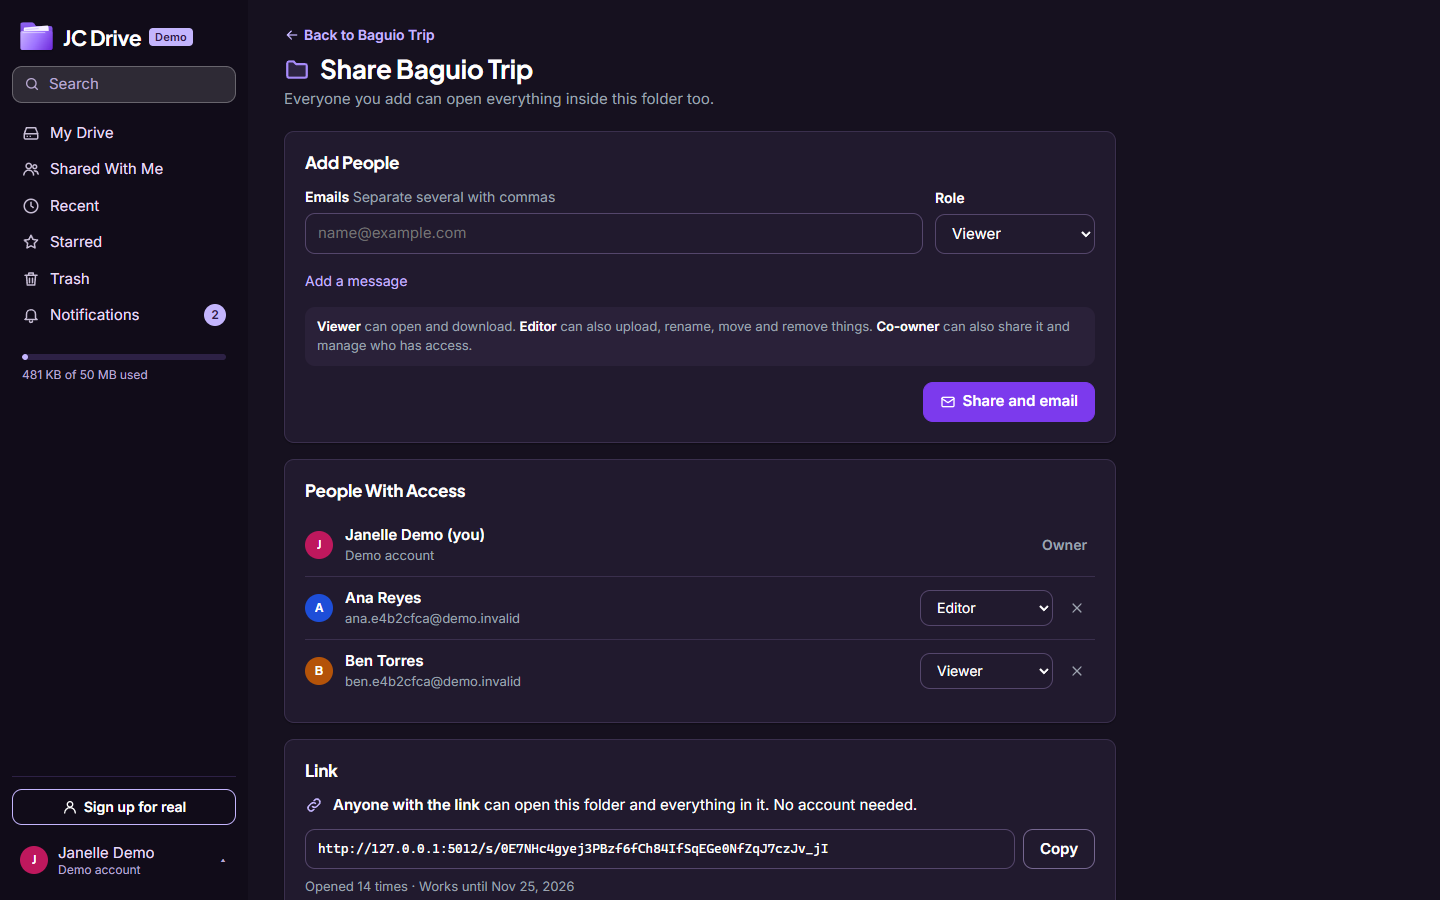 JC Drive Demo
Search
My Drive
Shared With Me
Recent
Starred
Trash
Notifications 2
481 KB of 50 MB used
Sign up for real
J Janelle Demo
Demo account
Back to Baguio Trip
Share Baguio Trip
Everyone you add can open everything inside this folder too.
Add People
Emails Separate several with commas
Role
name@example.com
Viewer
Add a message
Viewer can open and download. Editor can also upload, rename, move and remove things. Co-owner can also share it and
manage who has access.
Share and email
People With Access
J Janelle Demo (you)
Demo account
Owner
A Ana Reyes
ana.e4b2cfca@demo.invalid
Editor
B Ben Torres
ben.e4b2cfca@demo.invalid
Viewer
Link
Anyone with the link can open this folder and everything in it. No account needed.
http://127.0.0.1:5012/s/0E7NHc4gyej3PBzf6fCh84IfSqEGe0NfZqJ7czJv_jI
Copy
Opened 14 times · Works until Nov 25, 2026